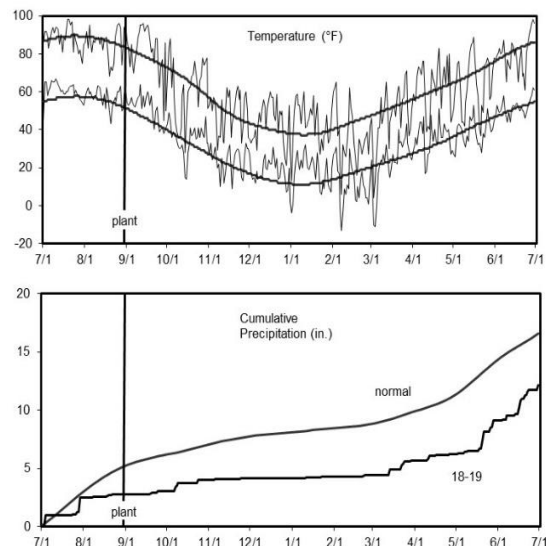 100
80
60
40
20
0
-20
Temperature (°F)
plant
7/1 8/1 9/1 10/1 11/1 12/1 1/1 2/1 3/1 4/1 5/1 6/1 7/1
20
15
10
5
0
Cumulative
Precipitation (in.)
normal
18-19
plant
7/1 8/1 9/1 10/1 11/1 12/1 1/1 2/1 3/1 4/1 5/1 6/1 7/1